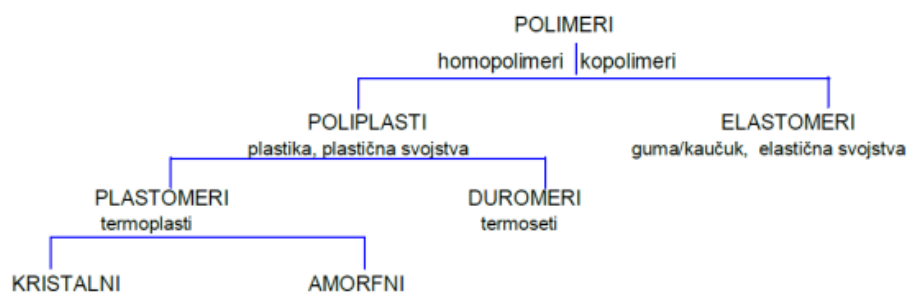 POLIMERI
homopolimeri kopolimeri
POLIPLASTI
plastika, plastična svojstva
ELASTOMERI
guma/kaučuk, elastična svojstva
PLASTOMERI
termoplasti
DUROMERI
termoseti
KRISTALNI
AMORFNI